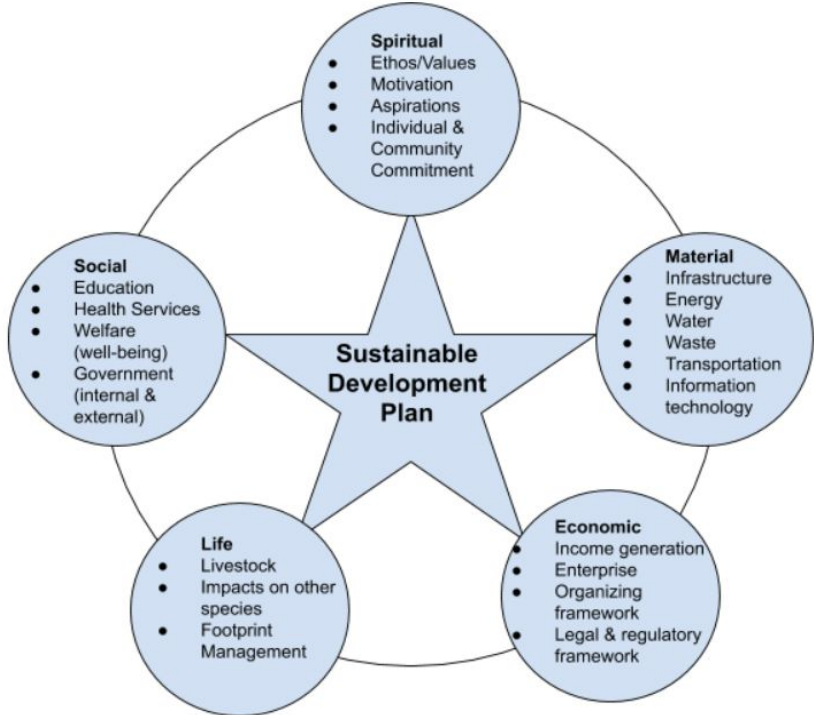 Spiritual
● Ethos/Values
● Motivation
● Aspirations
● Individual &
Community
Commitment
Social
● Education
● Health Services
● Welfare
(well-being)
● Government
(internal &
external)
Material
● Infrastructure
● Energy
● Water
● Waste
● Transportation
● Information
technology
Sustainable
Development
Plan
Life
● Livestock
● Impacts on other
species
● Footprint
Management
Economic
● Income generation
● Enterprise
● Organizing
framework
● Legal & regulatory
framework